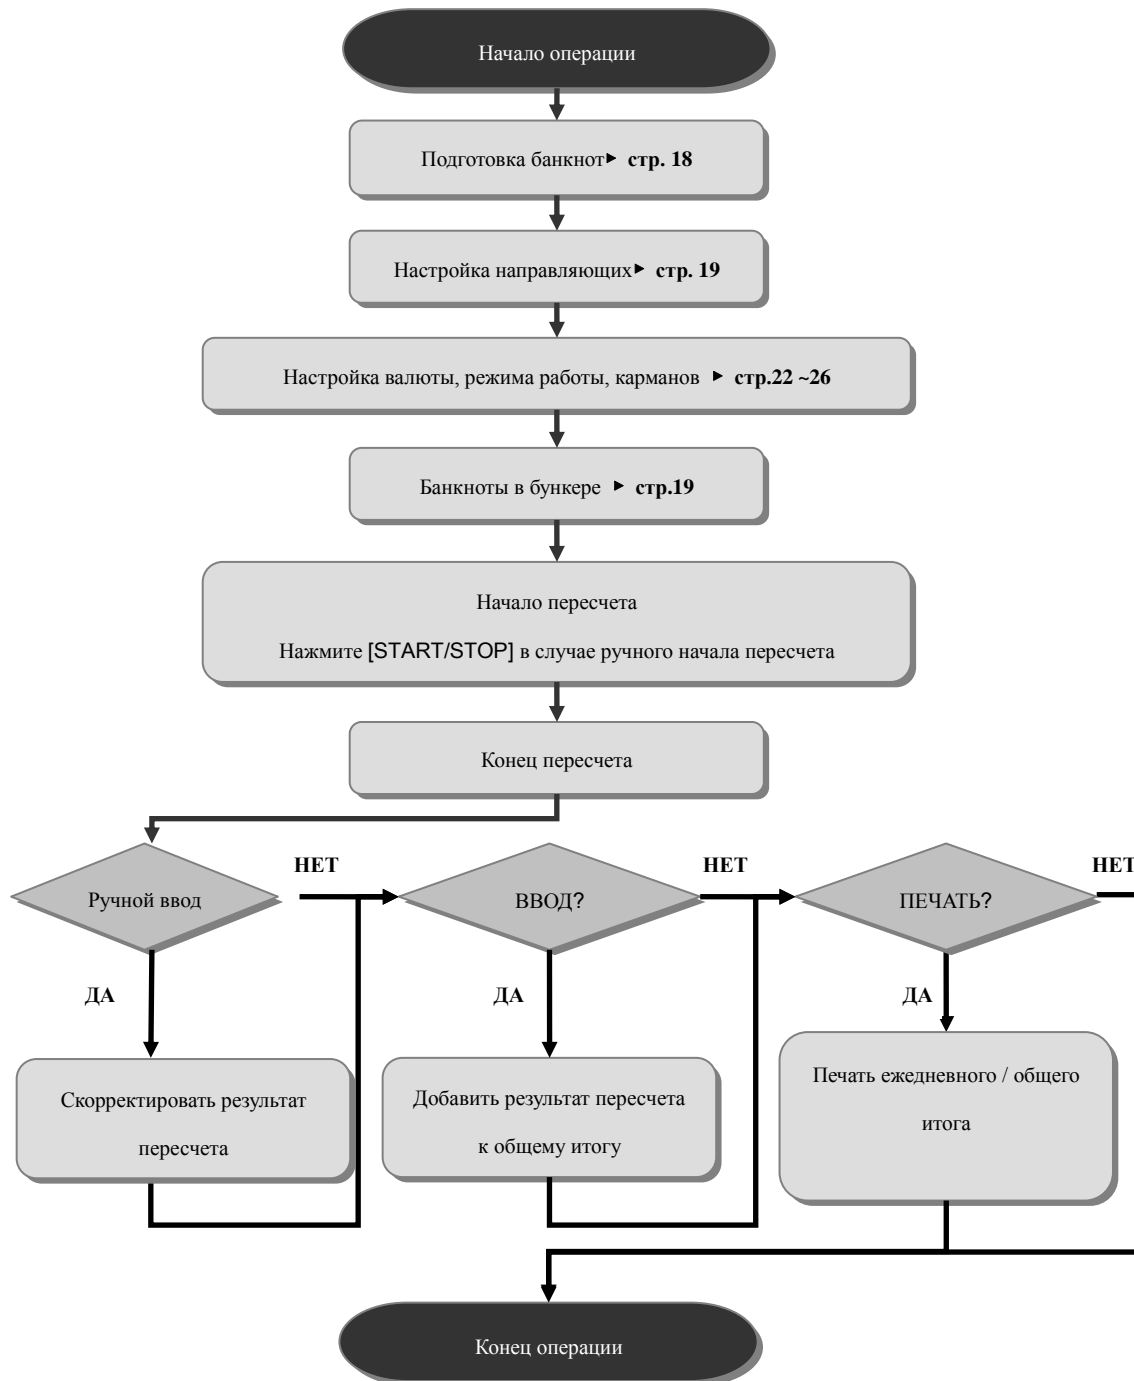 Начало операции
Подготовка банкнот► стр. 18
Настройка направляющих► стр. 19
Настройка валюты, режима работы, карманов ► стр.22 ~26
Банкноты в бункере ► стр.19
Начало пересчета
Нажмите [START/STOP] в случае ручного начала пересчета
Конец пересчета
НЕТ
НЕТ
НЕТ
Ручной ввод
ВВОД?
ПЕЧАТЬ?
ДА
ДА
ДА
Скорректировать результат
пересчета
Добавить результат пересчета
к общему итогу
Печать ежедневного / общего
итога
Конец операции